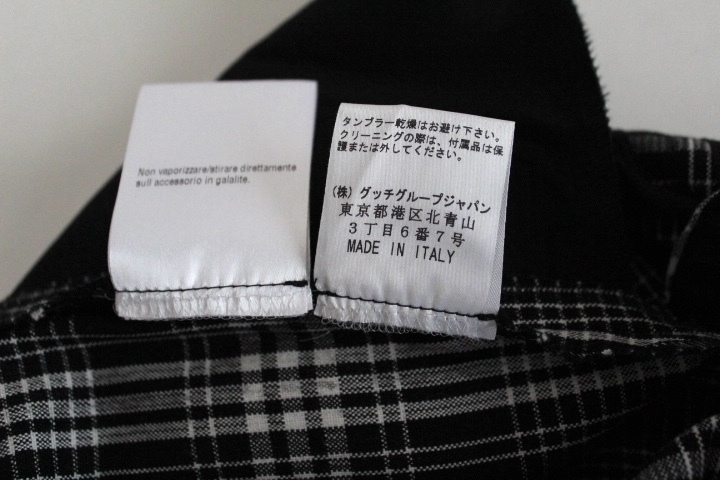 Non vaporizzare/stirare direttamente
sull accessorio in galalite.
タンブラー乾燥はお避け下さい。
クリーニングの際は、付属品は保
護または外してください。
(株) グッチグループジャパン
東京都港区北青山
3丁目6番7号
MADE IN ITALY